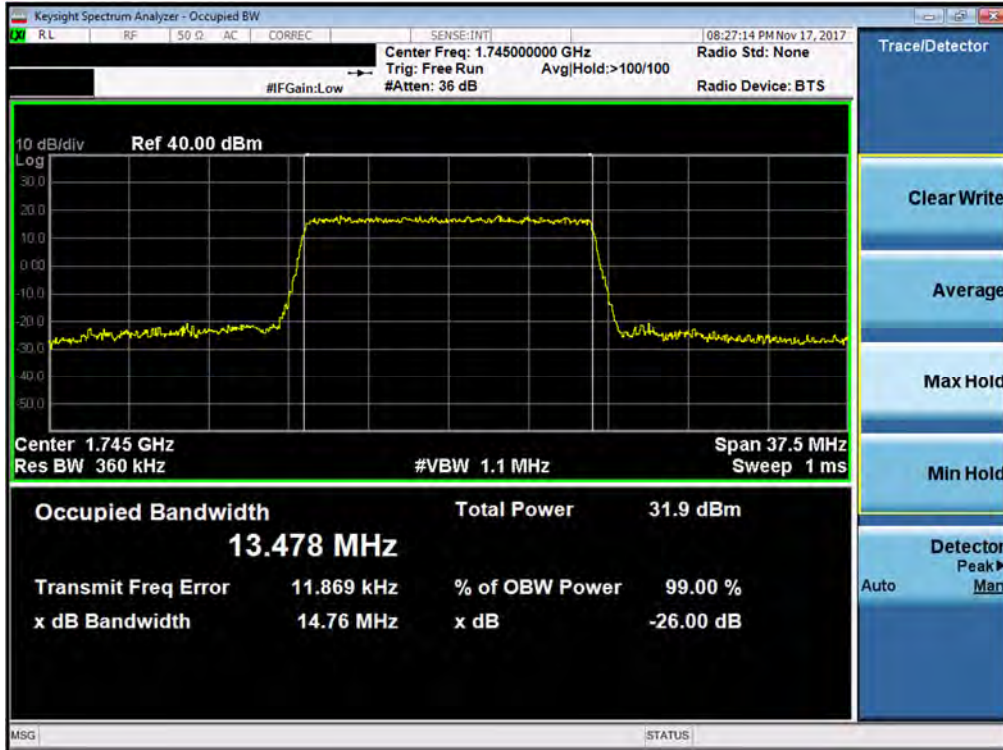 Keysight Spectrum Analyzer - Occupied BW
LXI RL RF 50 Ω AC CORREC SENSE:INT 08:27:14 PM Nov 17, 2017
Center Freq: 1.745000000 GHz Radio Std: None
Trig: Free Run Avg|Hold:>100/100
#IFGain:Low #Atten: 36 dB Radio Device: BTS
Trace/Detector
10 dB/div Ref 40.00 dBm
Log
30.0
20.0
10.0
0.00
-10.0
-20.0
-30.0
-40.0
-50.0
Center 1.745 GHz Span 37.5 MHz
Res BW 360 kHz #VBW 1.1 MHz Sweep 1 ms
Occupied Bandwidth Total Power 31.9 dBm
13.478 MHz
Transmit Freq Error 11.869 kHz % of OBW Power 99.00 %
x dB Bandwidth 14.76 MHz x dB -26.00 dB
Clear Write
Average
Max Hold
Min Hold
Detector
Peak▶
Auto Man
MSG STATUS